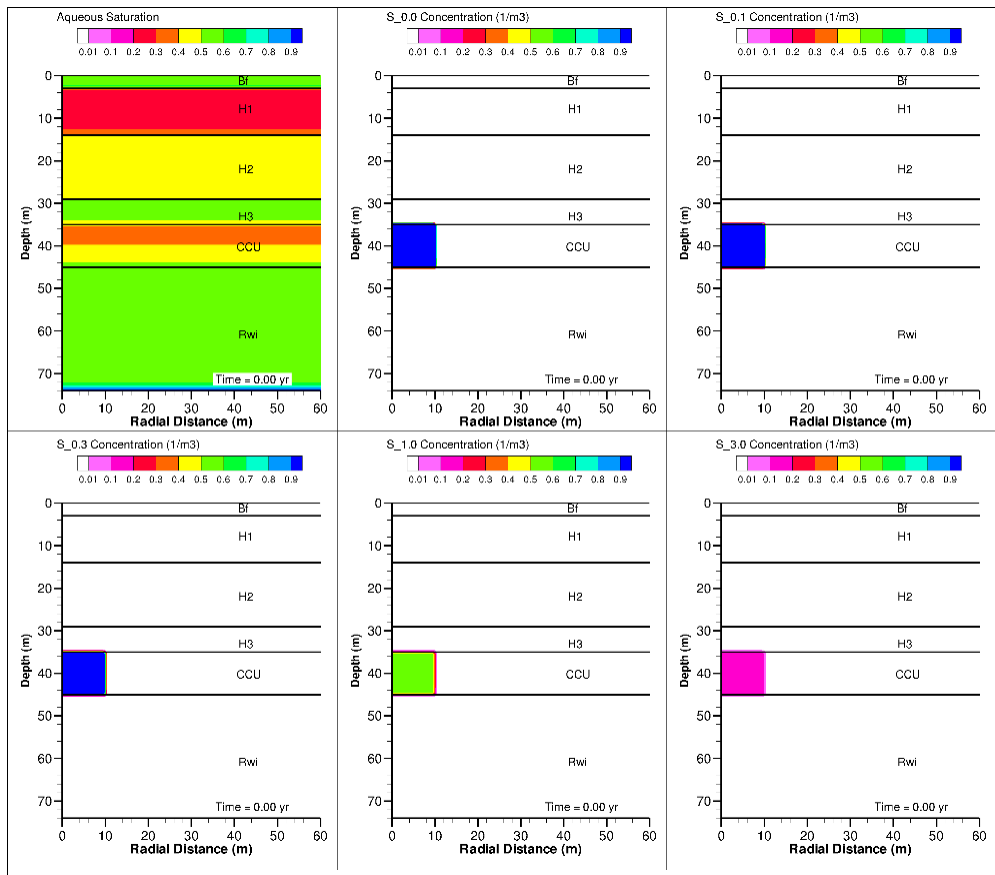 Aqueous Saturation
0.01 0.1 0.2 0.3 0.4 0.5 0.6 0.7 0.8 0.9
0
10
20
30
40
50
60
70
Depth (m)
Bf
H1
H2
H3
CCU
Rwi
Time = 0.00 yr
0 10 20 30 40 50 60
Radial Distance (m)
S_0.0 Concentration (1/m3)
0.01 0.1 0.2 0.3 0.4 0.5 0.6 0.7 0.8 0.9
0
10
20
30
40
50
60
70
Depth (m)
Bf
H1
H2
H3
CCU
Rwi
Time = 0.00 yr
0 10 20 30 40 50 60
Radial Distance (m)
S_0.1 Concentration (1/m3)
0.01 0.1 0.2 0.3 0.4 0.5 0.6 0.7 0.8 0.9
0
10
20
30
40
50
60
70
Depth (m)
Bf
H1
H2
H3
CCU
Rwi
Time = 0.00 yr
0 10 20 30 40 50 60
Radial Distance (m)
S_0.3 Concentration (1/m3)
0.01 0.1 0.2 0.3 0.4 0.5 0.6 0.7 0.8 0.9
0
10
20
30
40
50
60
70
Depth (m)
Bf
H1
H2
H3
CCU
Rwi
Time = 0.00 yr
0 10 20 30 40 50 60
Radial Distance (m)
S_1.0 Concentration (1/m3)
0.01 0.1 0.2 0.3 0.4 0.5 0.6 0.7 0.8 0.9
0
10
20
30
40
50
60
70
Depth (m)
Bf
H1
H2
H3
CCU
Rwi
Time = 0.00 yr
0 10 20 30 40 50 60
Radial Distance (m)
S_3.0 Concentration (1/m3)
0.01 0.1 0.2 0.3 0.4 0.5 0.6 0.7 0.8 0.9
0
10
20
30
40
50
60
70
Depth (m)
Bf
H1
H2
H3
CCU
Rwi
Time = 0.00 yr
0 10 20 30 40 50 60
Radial Distance (m)